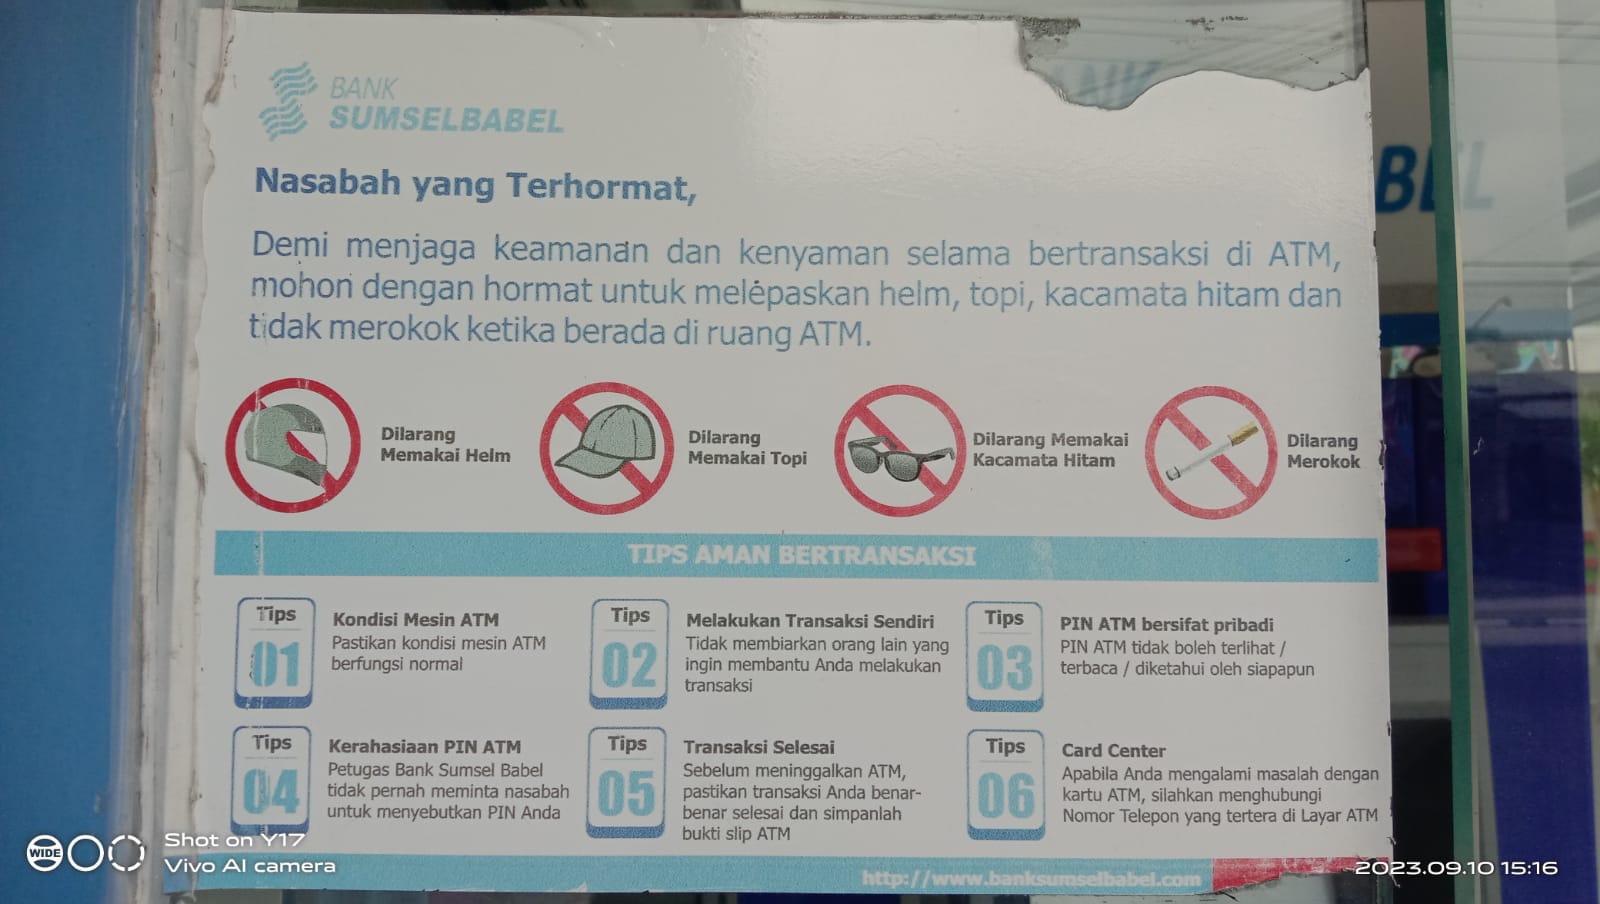 BANK
SUMSELBABEL
Nasabah yang Terhormat,
Demi menjaga keamanan dan kenyaman selama bertransaksi di ATM,
mohon dengan hormat untuk melepaskan helm, topi, kacamata hitam dan
tidak merokok ketika berada di ruang ATM.
Dilarang
Memakai Helm
Dilarang
Memakai Topi
Dilarang Memakai
Kacamata Hitam
Dilarang
Merokok
TIPS AMAN BERTRANSAKSI
Tips
01
Kondisi Mesin ATM
Pastikan kondisi mesin ATM
berfungsi normal
Tips
02
Melakukan Transaksi Sendiri
Tidak membiarkan orang lain yang
ingin membantu Anda melakukan
transaksi
Tips
03
PIN ATM bersifat pribadi
PIN ATM tidak boleh terlihat /
terbaca / diketahui oleh siapapun
Tips
04
Kerahasiaan PIN ATM
Petugas Bank Sumsel Babel
tidak pernah meminta nasabah
untuk menyebutkan PIN Anda
Tips
05
Transaksi Selesai
Sebelum meninggalkan ATM,
pastikan transaksi Anda benar-
benar selesai dan simpanlah
bukti slip ATM
Tips
06
Card Center
Apabila Anda mengalami masalah dengan
kartu ATM, silahkan menghubungi
Nomor Telepon yang tertera di Layar ATM
http://www.banksumselbabel.com
BEL
WIDE
Shot on Y17
Vivo AI camera
2023.09.10 15:16